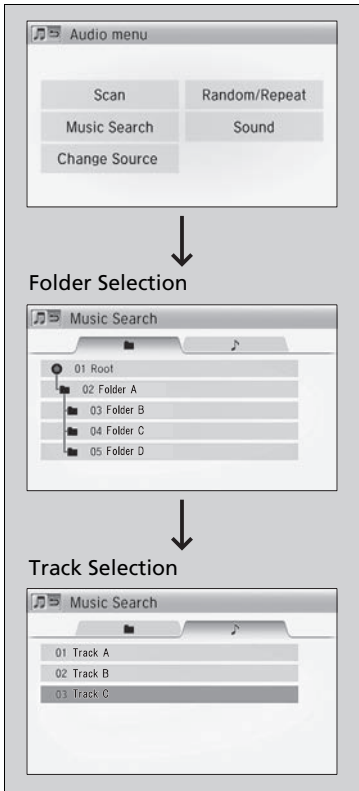 Audio menu
Scan Random/Repeat
Music Search Sound
Change Source
Folder Selection
Music Search
01 Root
02 Folder A
03 Folder B
04 Folder C
05 Folder D
Track Selection
Music Search
01 Track A
02 Track B
03 Track C